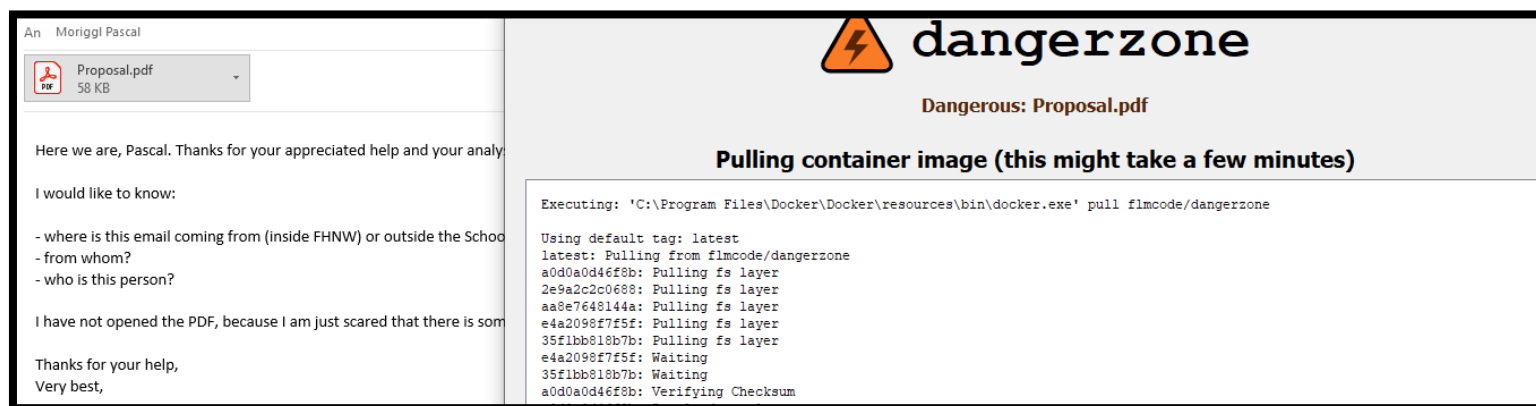 An Moriggl Pascal
Proposal.pdf
PDF
58 KB
Here we are, Pascal. Thanks for your appreciated help and your
I would like to know:
- where is this email coming from (inside FHNW) or outside the
- from whom?
- who is this person?
I have not opened the PDF, because I am just scared that there is
Thanks for your help,
Very best,
dangerzone
Dangerous: Proposal.pdf
Pulling container image (this might take a few minutes)
Executing: 'C:\Program Files\Docker\Docker\resources\bin\docker.exe' pull flmcode/dangerzone
Using default tag: latest
latest: Pulling from flmcode/dangerzone
a0d0a0d46f8b: Pulling fs layer
2e9a2c2c0688: Pulling fs layer
aa8e7648144a: Pulling fs layer
e4a2098f7f5f: Pulling fs layer
35f1bb818b7b: Pulling fs layer
e4a2098f7f5f: Waiting
35f1bb818b7b: Waiting
a0d0a0d46f8b: Verifying Checksum